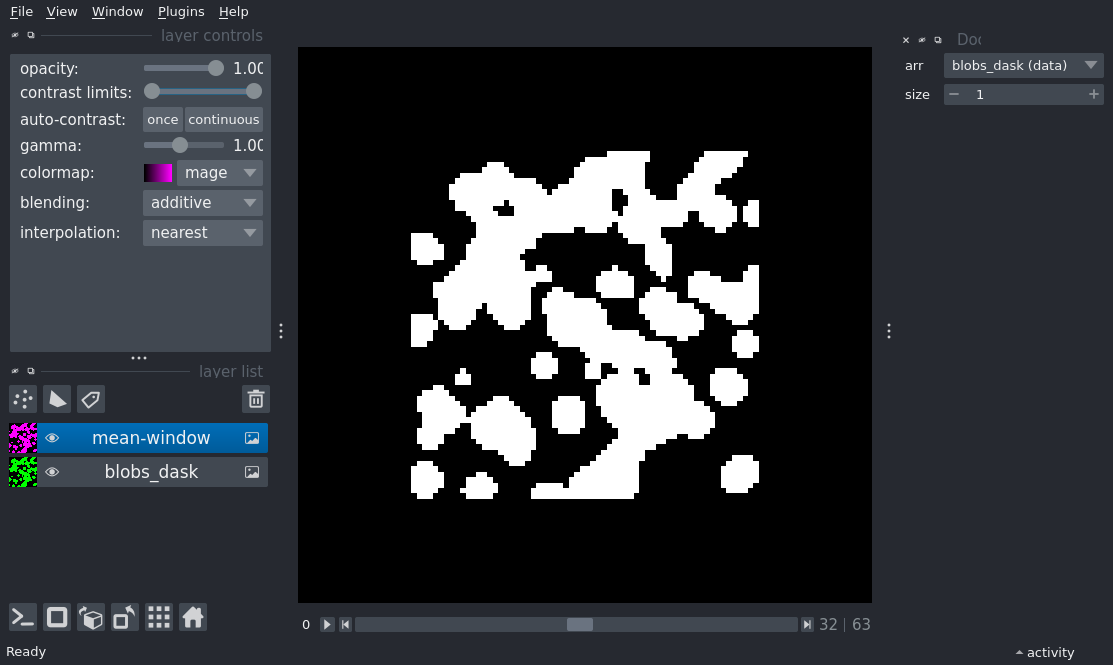 File View Window Plugins Help
layer controls
opacity: 1.00
contrast limits:
auto-contrast: once continuous
gamma: 1.00
colormap: mage
blending: additive
interpolation: nearest
layer list
mean-window
blobs_dask
0 32 | 63
Ready
Doc
arr blobs_dask (data)
size 1
activity